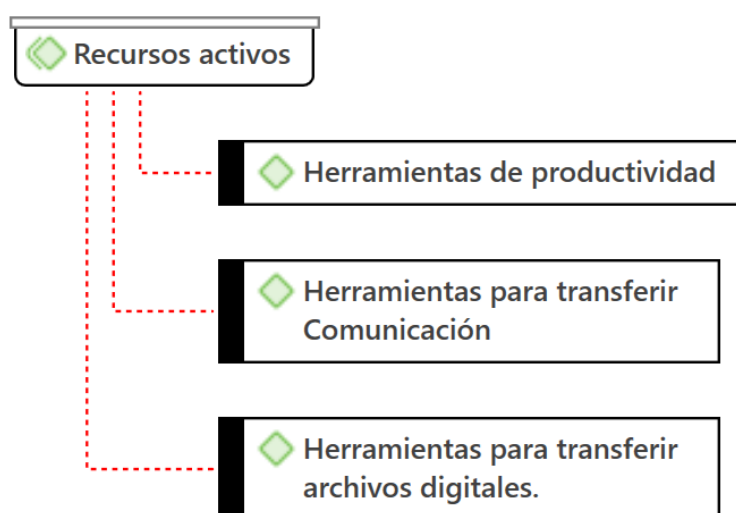 Recursos activos
Herramientas de productividad
Herramientas para transferir
Comunicación
Herramientas para transferir
archivos digitales.